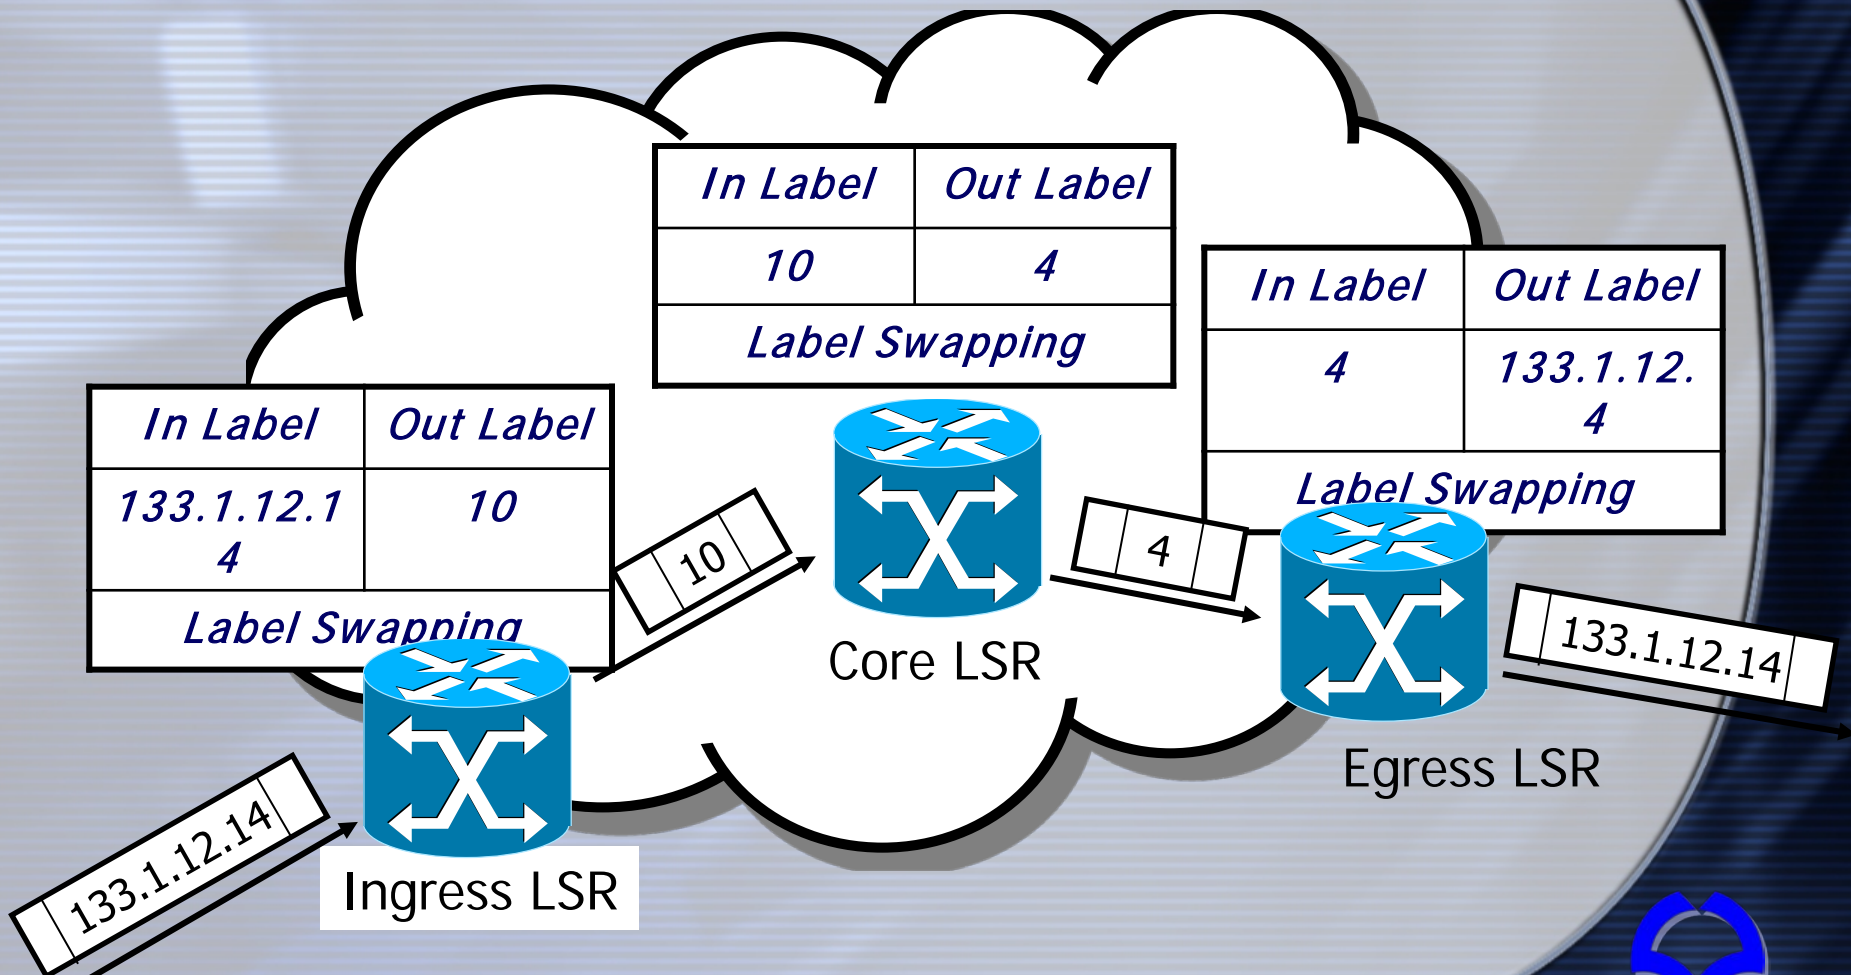 In Label Out Label
10 4
Label Swapping
In Label Out Label
4 133.1.12.
4
Label Swapping
In Label Out Label
133.1.12.1 10
4
Label Swapping
10
4
133.1.12.14
Core LSR
Egress LSR
133.1.12.14
Ingress LSR